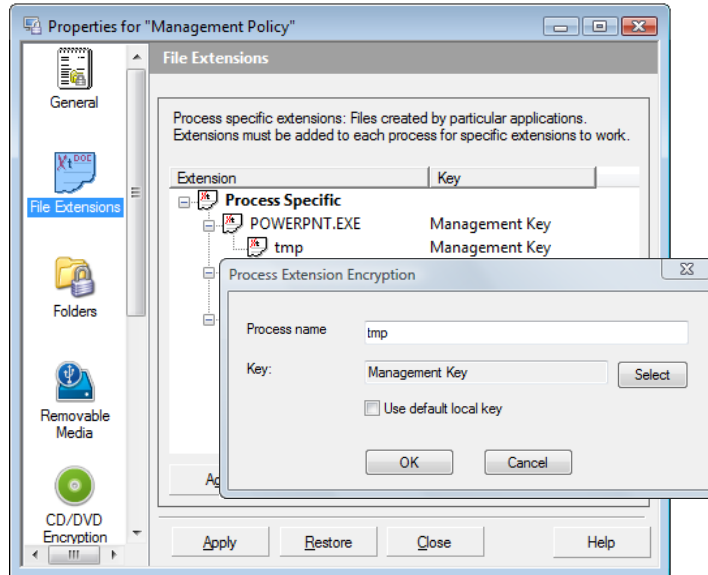 Properties for "Management Policy"
General
File Extensions
Folders
Removable
Media
CD/DVD
Encryption
File Extensions
Process specific extensions: Files created by particular applications.
Extensions must be added to each process for specific extensions to work.
Extension Key
Process Specific
POWERPNT.EXE Management Key
tmp Management Key
Process Extension Encryption
Process name tmp
Key: Management Key Select
Use default local key
OK Cancel
Apply Restore Close Help